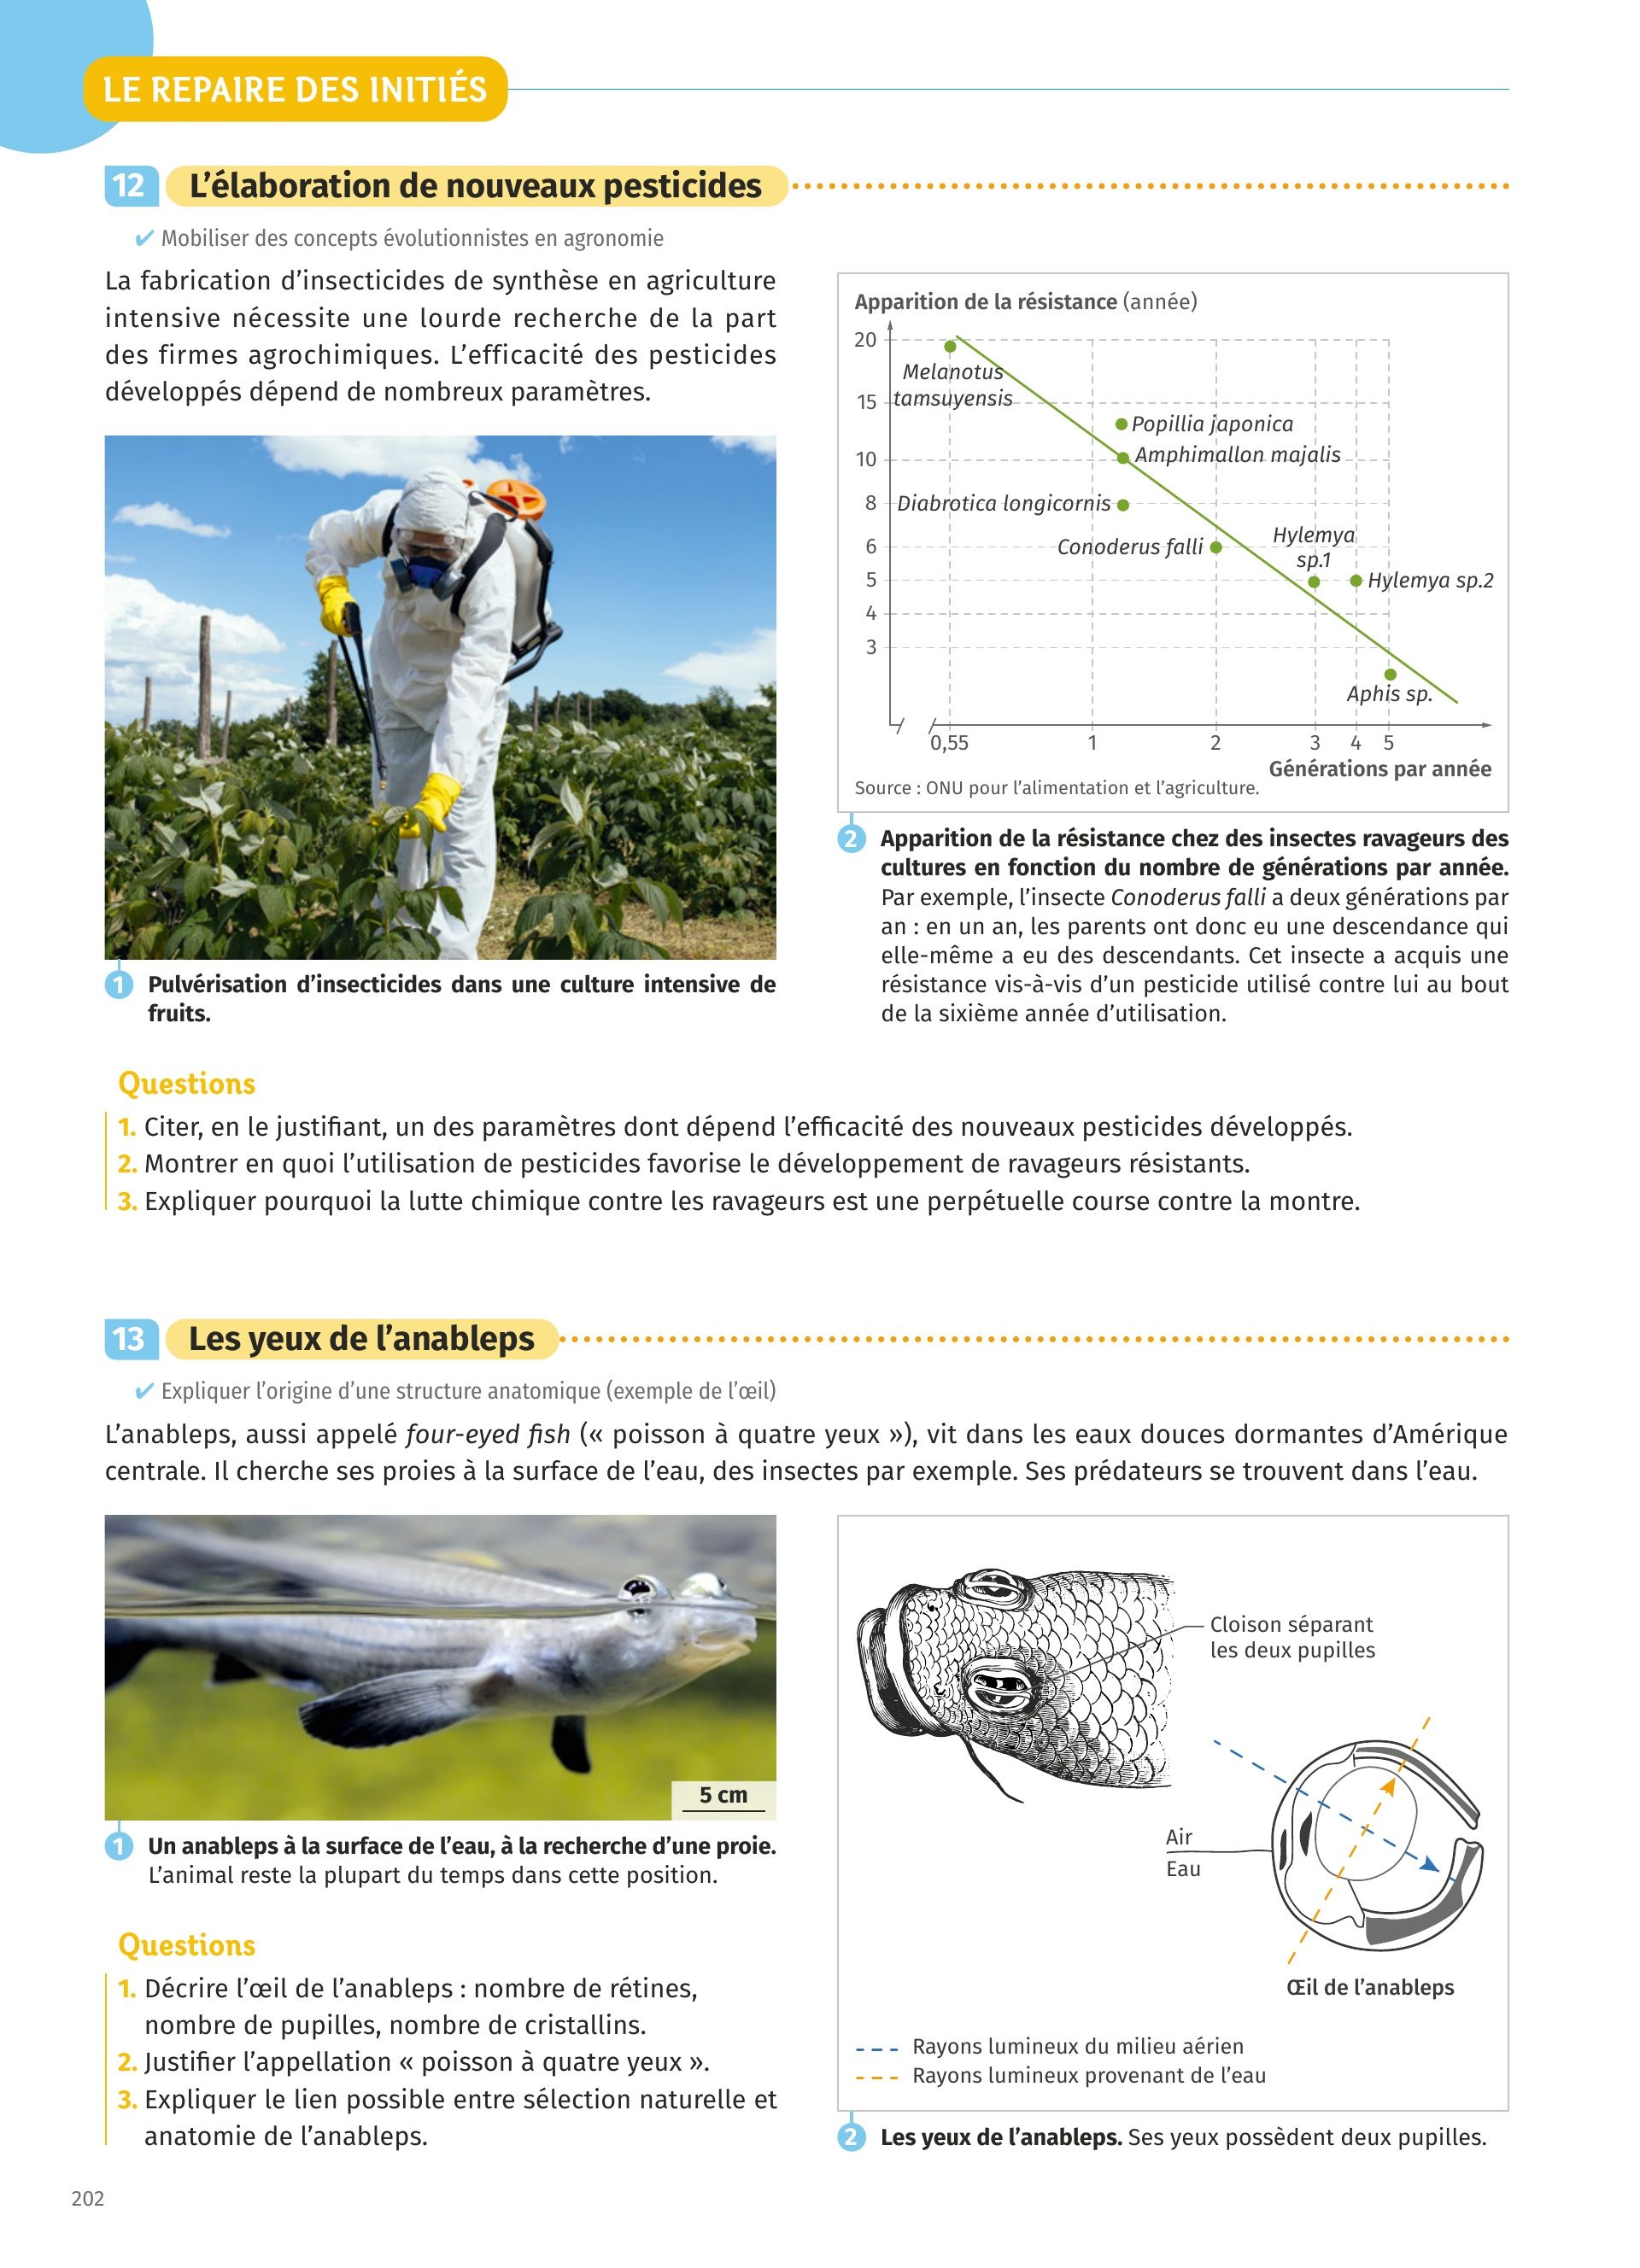 LE REPAIRE DES INITIÉS
12 L’élaboration de nouveaux pesticides
✔ Mobiliser des concepts évolutionnistes en agronomie
La fabrication d’insecticides de synthèse en agriculture
intensive nécessite une lourde recherche de la part
des firmes agrochimiques. L’efficacité des pesticides
développés dépend de nombreux paramètres.
1 Pulvérisation d’insecticides dans une culture intensive de
fruits.
Apparition de la résistance (année)
20
Melanotus
15 tamsuyensis
Popillia japonica
10 Amphimallon majalis
8 Diabrotica longicornis
Hylemya
6 Conoderus falli
sp.1
5 Hylemya sp.2
4
3
Aphis sp.
0,55 1 2 3 4 5
Générations par année
Source : ONU pour l’alimentation et l’agriculture.
2 Apparition de la résistance chez des insectes ravageurs des
cultures en fonction du nombre de générations par année.
Par exemple, l’insecte Conoderus falli a deux générations par
an : en un an, les parents ont donc eu une descendance qui
elle-même a eu des descendants. Cet insecte a acquis une
résistance vis-à-vis d’un pesticide utilisé contre lui au bout
de la sixième année d’utilisation.
Questions
1. Citer, en le justifiant, un des paramètres dont dépend l’efficacité des nouveaux pesticides développés.
2. Montrer en quoi l’utilisation de pesticides favorise le développement de ravageurs résistants.
3. Expliquer pourquoi la lutte chimique contre les ravageurs est une perpétuelle course contre la montre.
13 Les yeux de l’anableps
✔ Expliquer l’origine d’une structure anatomique (exemple de l’œil)
L’anableps, aussi appelé four-eyed fish (« poisson à quatre yeux »), vit dans les eaux douces dormantes d’Amérique
centrale. Il cherche ses proies à la surface de l’eau, des insectes par exemple. Ses prédateurs se trouvent dans l’eau.
5 cm
1 Un anableps à la surface de l’eau, à la recherche d’une proie.
L’animal reste la plupart du temps dans cette position.
Questions
1. Décrire l’œil de l’anableps : nombre de rétines,
nombre de pupilles, nombre de cristallins.
2. Justifier l’appellation « poisson à quatre yeux ».
3. Expliquer le lien possible entre sélection naturelle et
anatomie de l’anableps.
Cloison séparant
les deux pupilles
Air
Eau
Œil de l’anableps
Rayons lumineux du milieu aérien
Rayons lumineux provenant de l’eau
2 Les yeux de l’anableps. Ses yeux possèdent deux pupilles.
202